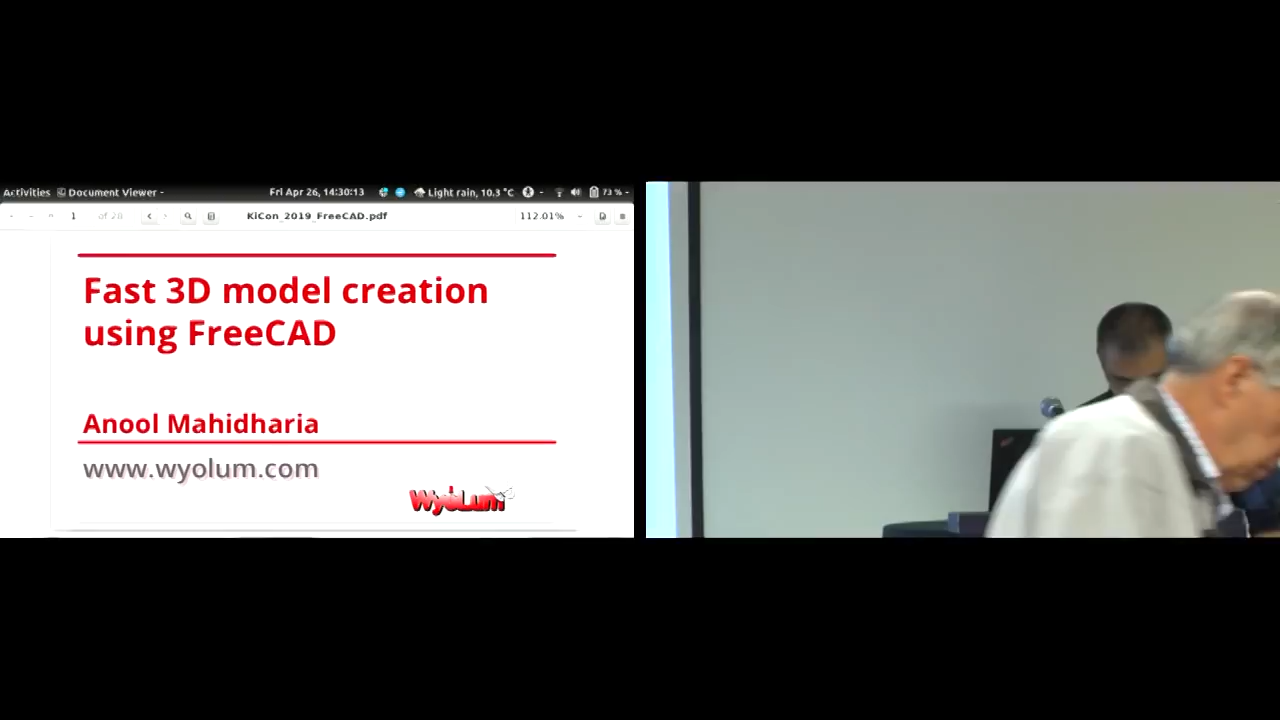 Activities Document Viewer Fri Apr 26, 14:30:13 Light rain, 10.3 °C 73 %
1 of 28 KiCon_2019_FreeCAD.pdf 112.01%
Fast 3D model creation
using FreeCAD
Anool Mahidharia
www.wyolum.com
WyoLum